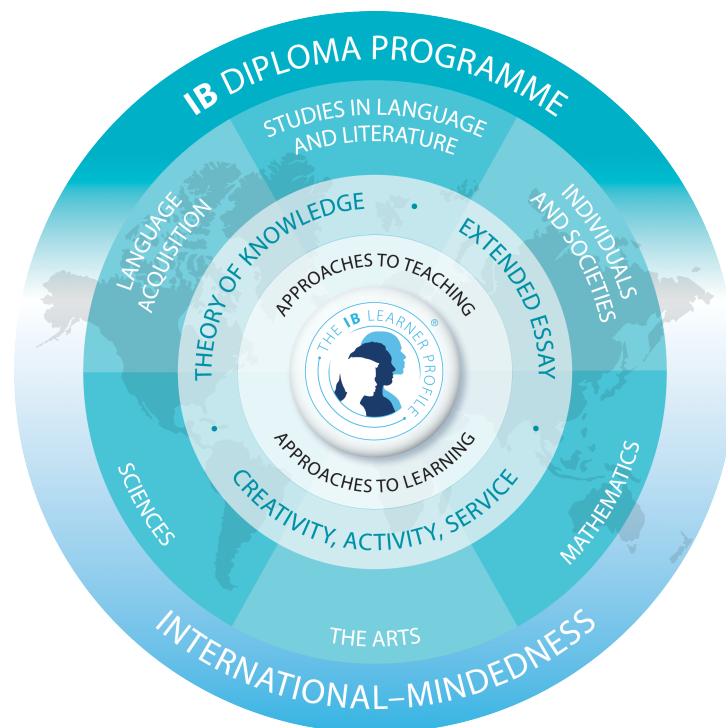 IB DIPLOMA PROGRAMME
STUDIES IN LANGUAGE
AND LITERATURE
LANGUAGE
ACQUISITION
INDIVIDUALS
AND SOCIETIES
THEORY OF KNOWLEDGE •
EXTENDED ESSAY •
APPROACHES TO TEACHING
• THE IB LEARNER PROFILE •
®
APPROACHES TO LEARNING
• CREATIVITY, ACTIVITY, SERVICE
SCIENCES
MATHEMATICS
THE ARTS
INTERNATIONAL–MINDEDNESS